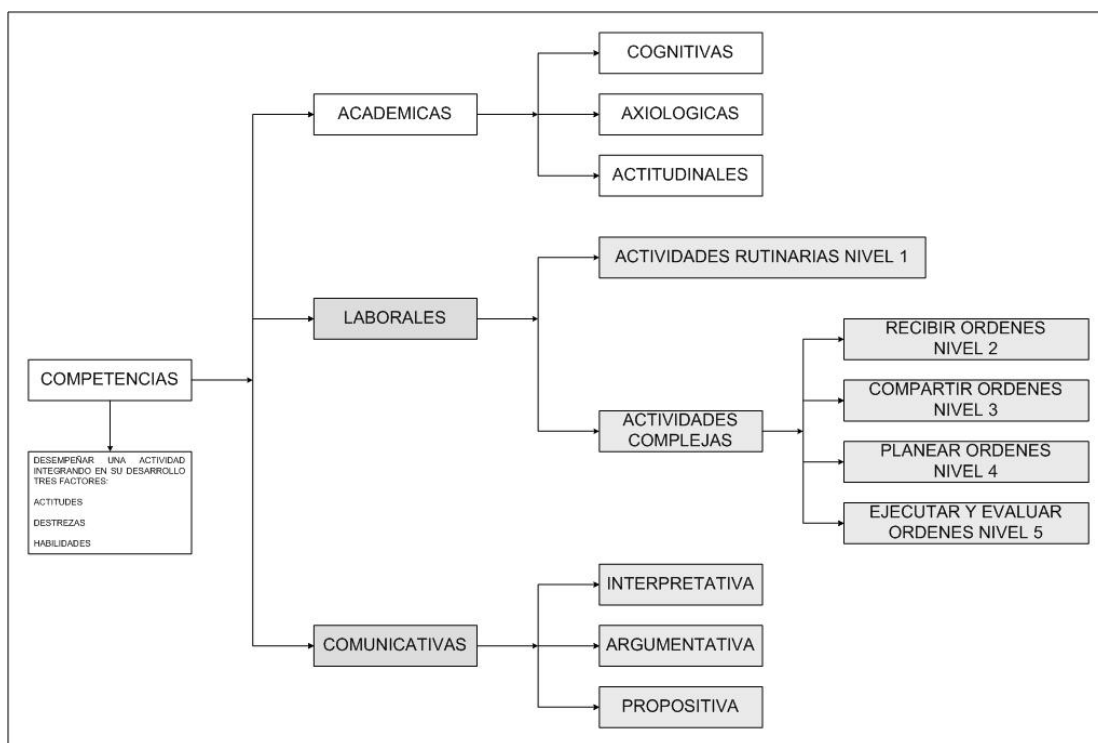 COGNITIVAS
ACADEMICAS
AXIOLOGICAS
ACTITUDINALES
ACTIVIDADES RUTINARIAS NIVEL 1
LABORALES
RECIBIR ORDENES
NIVEL 2
COMPETENCIAS
COMPARTIR ORDENES
NIVEL 3
ACTIVIDADES
COMPLEJAS
PLANEAR ORDENES
NIVEL 4
DESEMPEÑAR UNA ACTIVIDAD
INTEGRANDO EN SU DESARROLLO
TRES FACTORES:
ACTITUDES
DESTREZAS
HABILIDADES
EJECUTAR Y EVALUAR
ORDENES NIVEL 5
INTERPRETATIVA
COMUNICATIVAS
ARGUMENTATIVA
PROPOSITIVA